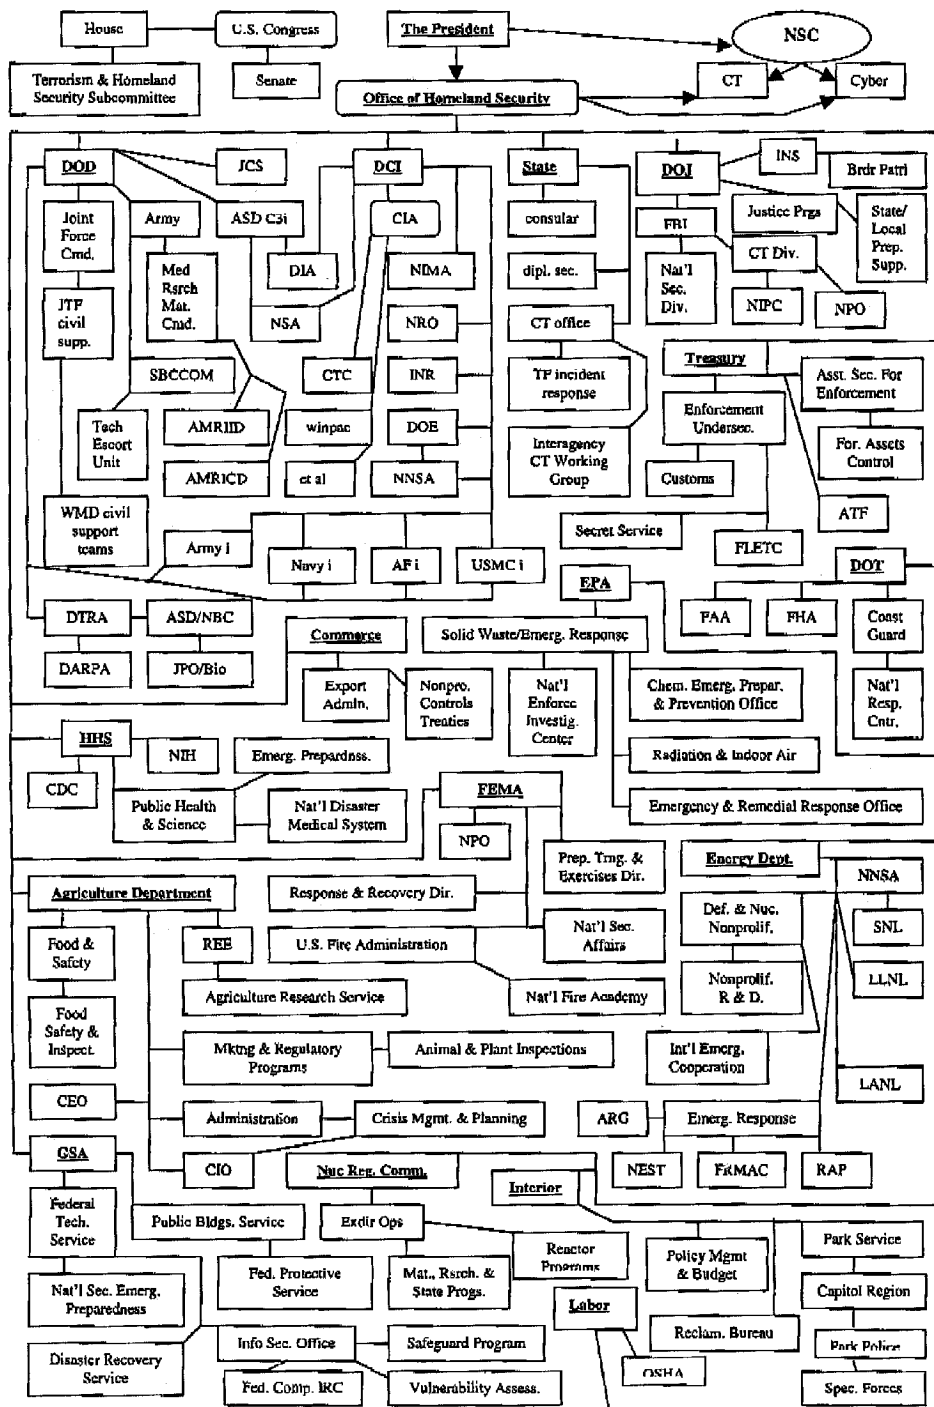 House
U.S. Congress
The President
NSC
Terrorism & Homeland
Security Subcommittee
Senate
Office of Homeland Security
CT
Cyber
DOD
JCS
DCI
State
DOJ
INS
Brdr Patrl
Joint
Force
Cmd.
Army
ASD C3i
CIA
consular
FBI
Justice Prgs
State/
Local
Prep.
Supp.
Med
Rsrch
Mat.
Cmd.
DIA
NIMA
dipl. sec.
Nat'l
Sec.
Div.
CT Div.
JTF
civil
supp.
NSA
NRO
CT office
NIPC
NPO
SBCCOM
CTC
INR
TF incident
response
Treasury
Asst. Sec. For
Enforcement
Tech
Escort
Unit
AMRIID
winpac
DOE
Interagency
CT Working
Group
Enforcement
Undersec.
For. Assets
Control
AMRICD
et al
NNSA
Customs
WMD civil
support
teams
Army i
Navy i
AF i
USMC i
Secret Service
FLETC
ATF
EPA
DOT
DTRA
ASD/NBC
Commerce
Solid Waste/Emerg. Response
FAA
FHA
Coast
Guard
DARPA
JPO/Bio
Export
Admin.
Nonpro.
Controls
Treaties
Nat'l
Enforce
Investig.
Center
Chem. Emerg. Prepar.
& Prevention Office
Nat'l
Resp.
Cntr.
HHS
NIH
Emerg. Prepardnss.
Radiation & Indoor Air
CDC
Public Health
& Science
Nat'l Disaster
Medical System
FEMA
Emergency & Remedial Response Office
NPO
Prep. Trng. &
Exercises Dir.
Energy Dept.
NNSA
Agriculture Department
Response & Recovery Dir.
Def. & Nuc.
Nonprolif.
SNL
Food &
Safety
REE
U.S. Fire Administration
Nat'l Sec.
Affairs
Nonprolif.
R & D.
LLNL
Agriculture Research Service
Nat'l Fire Academy
Food
Safety &
Inspect.
Mktng & Regulatory
Programs
Animal & Plant Inspections
Int'l Emerg.
Cooperation
LANL
CEO
Administration
Crisis Mgmt. & Planning
ARG
Emerg. Response
GSA
CIO
Nuc Reg. Comm.
Interior
NEST
FRMAC
RAP
Federal
Tech.
Service
Public Bldgs. Service
Exdir Ops
Reactor
Programs
Policy Mgmt
& Budget
Park Service
Nat'l Sec. Emerg.
Preparedness
Fed. Protective
Service
Mat., Rsrch. &
State Progs.
Labor
Capitol Region
Disaster Recovery
Service
Info Sec. Office
Safeguard Program
Reclam. Bureau
Park Police
OSHA
Fed. Comp. IRC
Vulnerability Assess.
Spec. Forces